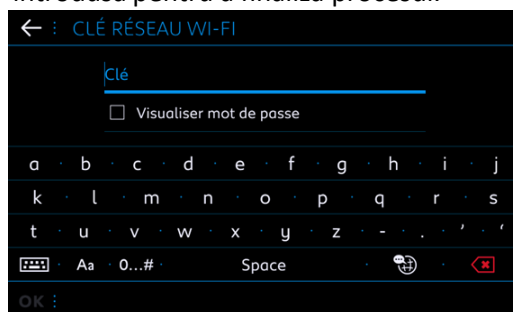 CLÉ RÉSEAU WI-FI
Clé
Visualiser mot de passe
a b c d e f g h i j
k l m n o p q r s
t u v w x y z - . ’ ‘
Aa 0...# Space
OK